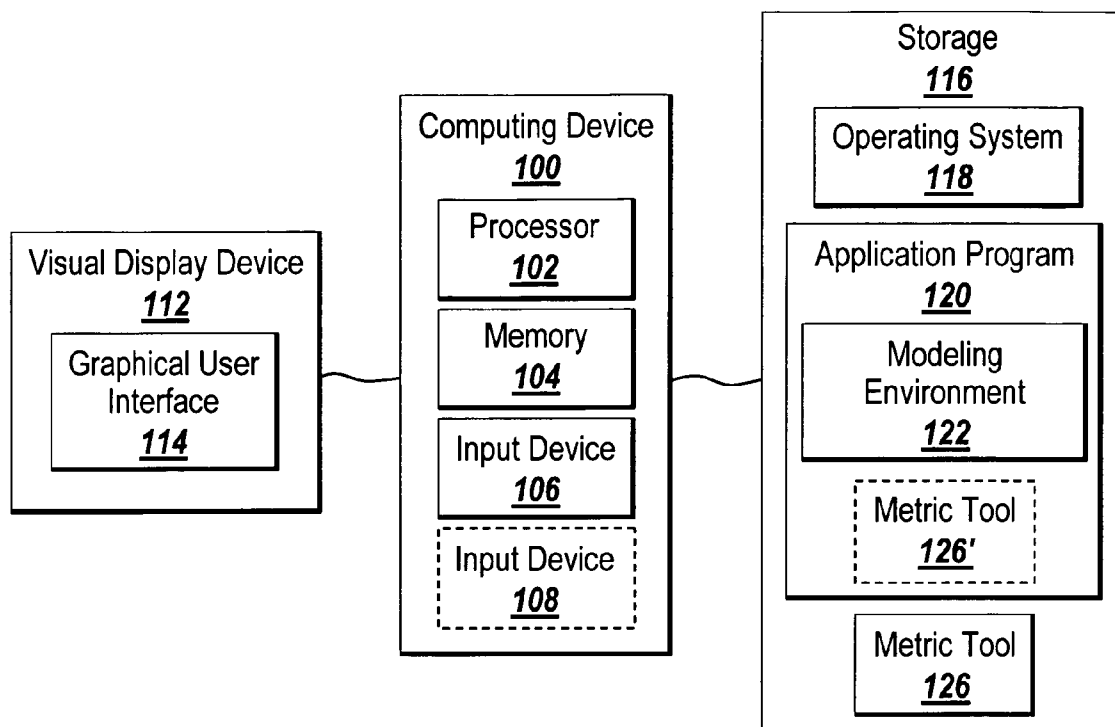 Visual Display Device
112
Graphical User
Interface
114
Computing Device
100
Processor
102
Memory
104
Input Device
106
Input Device
108
Storage
116
Operating System
118
Application Program
120
Modeling
Environment
122
Metric Tool
126'
Metric Tool
126